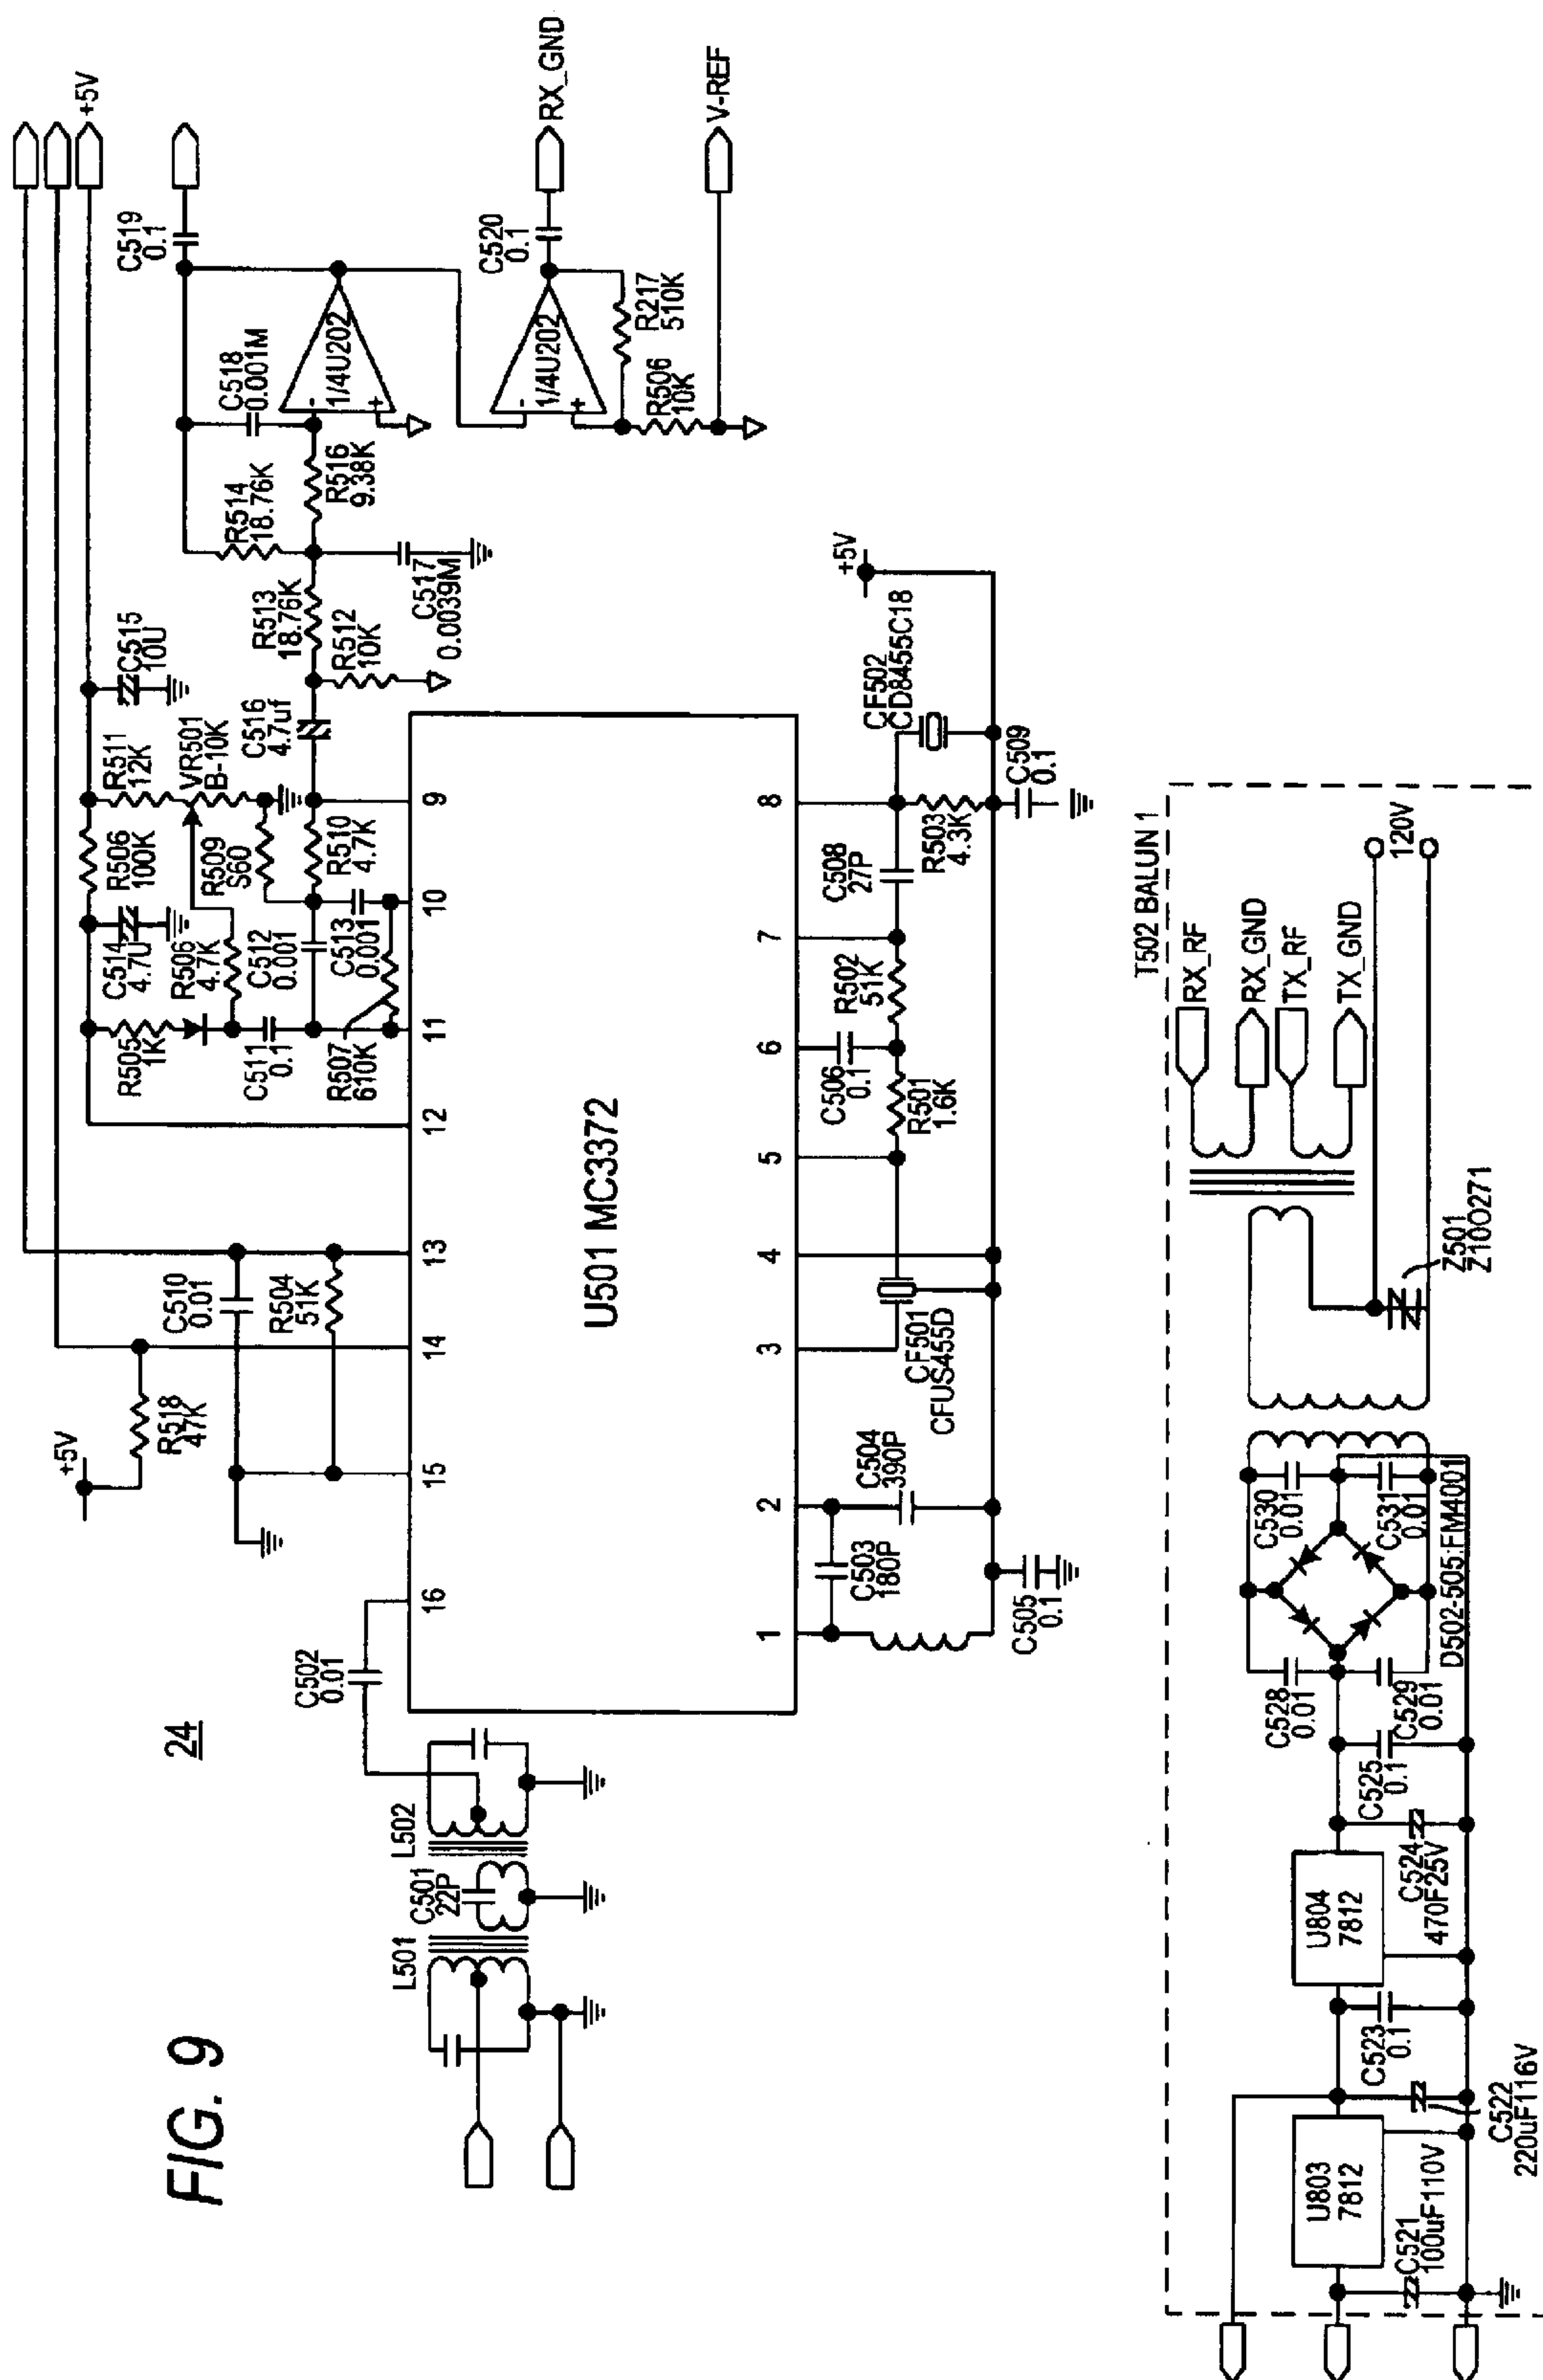 FIG. 9
24
+5V
RX_GND
V-REF
C519
0.1
C520
0.1
C518
0.001M
1/4U202
-
+
1/4U202
-
+
R217
510K
R506
10K
R514
18.76K
R516
9.38K
C517
0.0039M
R513
18.76K
R512
10K
C515
10U
C516
4.7uf
R511
12K
VR501
B-10K
R506
100K
R509
S60
R510
4.7K
C514
4.7U
R506
4.7K
C512
0.001
C513
0.001
R505
1K
C511
0.1
R507
610K
C510
0.01
R504
51K
+5V
R518
47K
C502
0.01
L502
C501
22P
L501
16
15
14
13
12
11
10
9
U501 MC3372
1
2
3
4
5
6
7
8
C503
180P
C504
390P
C505
0.1
CF501
CFUS455D
C506
0.1
R501
1.6K
R502
51K
C508
27P
R503
4.3K
CF502
CD8455C18
C509
0.1
+5V
T502 BALUN 1
RX_RF
RX_GND
TX_RF
TX_GND
120V
Z501
Z100271
C530
0.01
C531
0.01
D502-505:FM4001
C528
0.01
C529
0.01
C525
0.1
C524
470F25V
U804
7812
C523
0.1
C522
220uF116V
U803
7812
C521
100uF110V